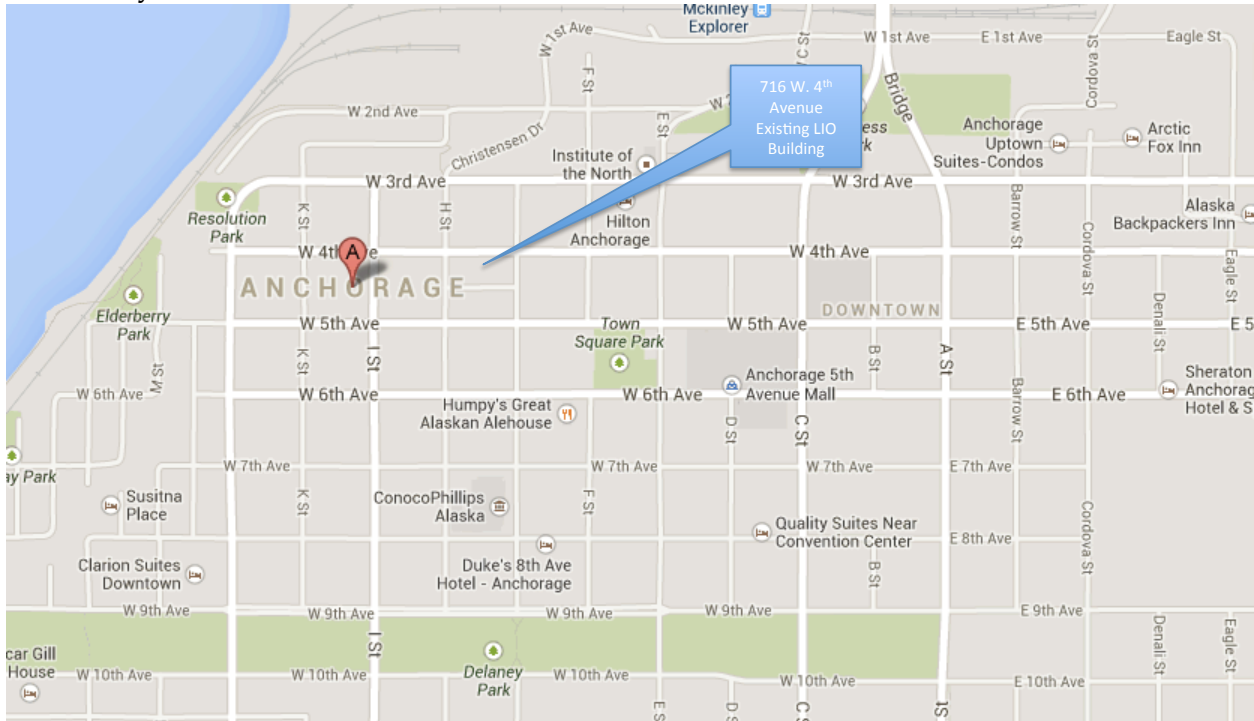 Mckinley
Explorer
W 1st Ave
W 1st Ave
E 1st Ave
Eagle St
F St
716 W. 4th
Avenue
Existing LIO
Building
W 2nd Ave
W
E St
Bridge
Cordova St
Christensen Dr
Institute of
the North
Anchorage
Uptown
Suites-Condos
Arctic
Fox Inn
W 3rd Ave
W 3rd Ave
Resolution
Park
K St
H St
Hilton
Anchorage
Barrow St
Alaska
Backpackers Inn
W 4th Ave
W 4th Ave
A
Cordova St
Eagle St
ANCHORAGE
Elderberry
Park
DOWNTOWN
Denali St
W 5th Ave
Town
Square Park
W 5th Ave
E 5th Ave
E 5
K St
I St
B St
A St
M St
W 6th Ave
W 6th Ave
W 6th Ave
Anchorage 5th
Avenue Mall
E 6th Ave
Sheraton
Anchorag
Hotel & S
Humpy's Great
Alaskan Alehouse
D St
C St
Barrow St
ay Park
W 7th Ave
W 7th Ave
W 7th Ave
E 7th Ave
Susitna
Place
K St
ConocoPhillips
Alaska
F St
Quality Suites Near
Convention Center
E 8th Ave
Cordova St
Clarion Suites
Downtown
Duke's 8th Ave
Hotel - Anchorage
B St
W 9th Ave
W 9th Ave
W 9th Ave
W 9th Ave
E 9th Ave
I St
Denali St
Eagle St
car Gill
House
W 10th Ave
Delaney
Park
W 10th Ave
W 10th Ave
E 10th Ave
E S
D S
C S